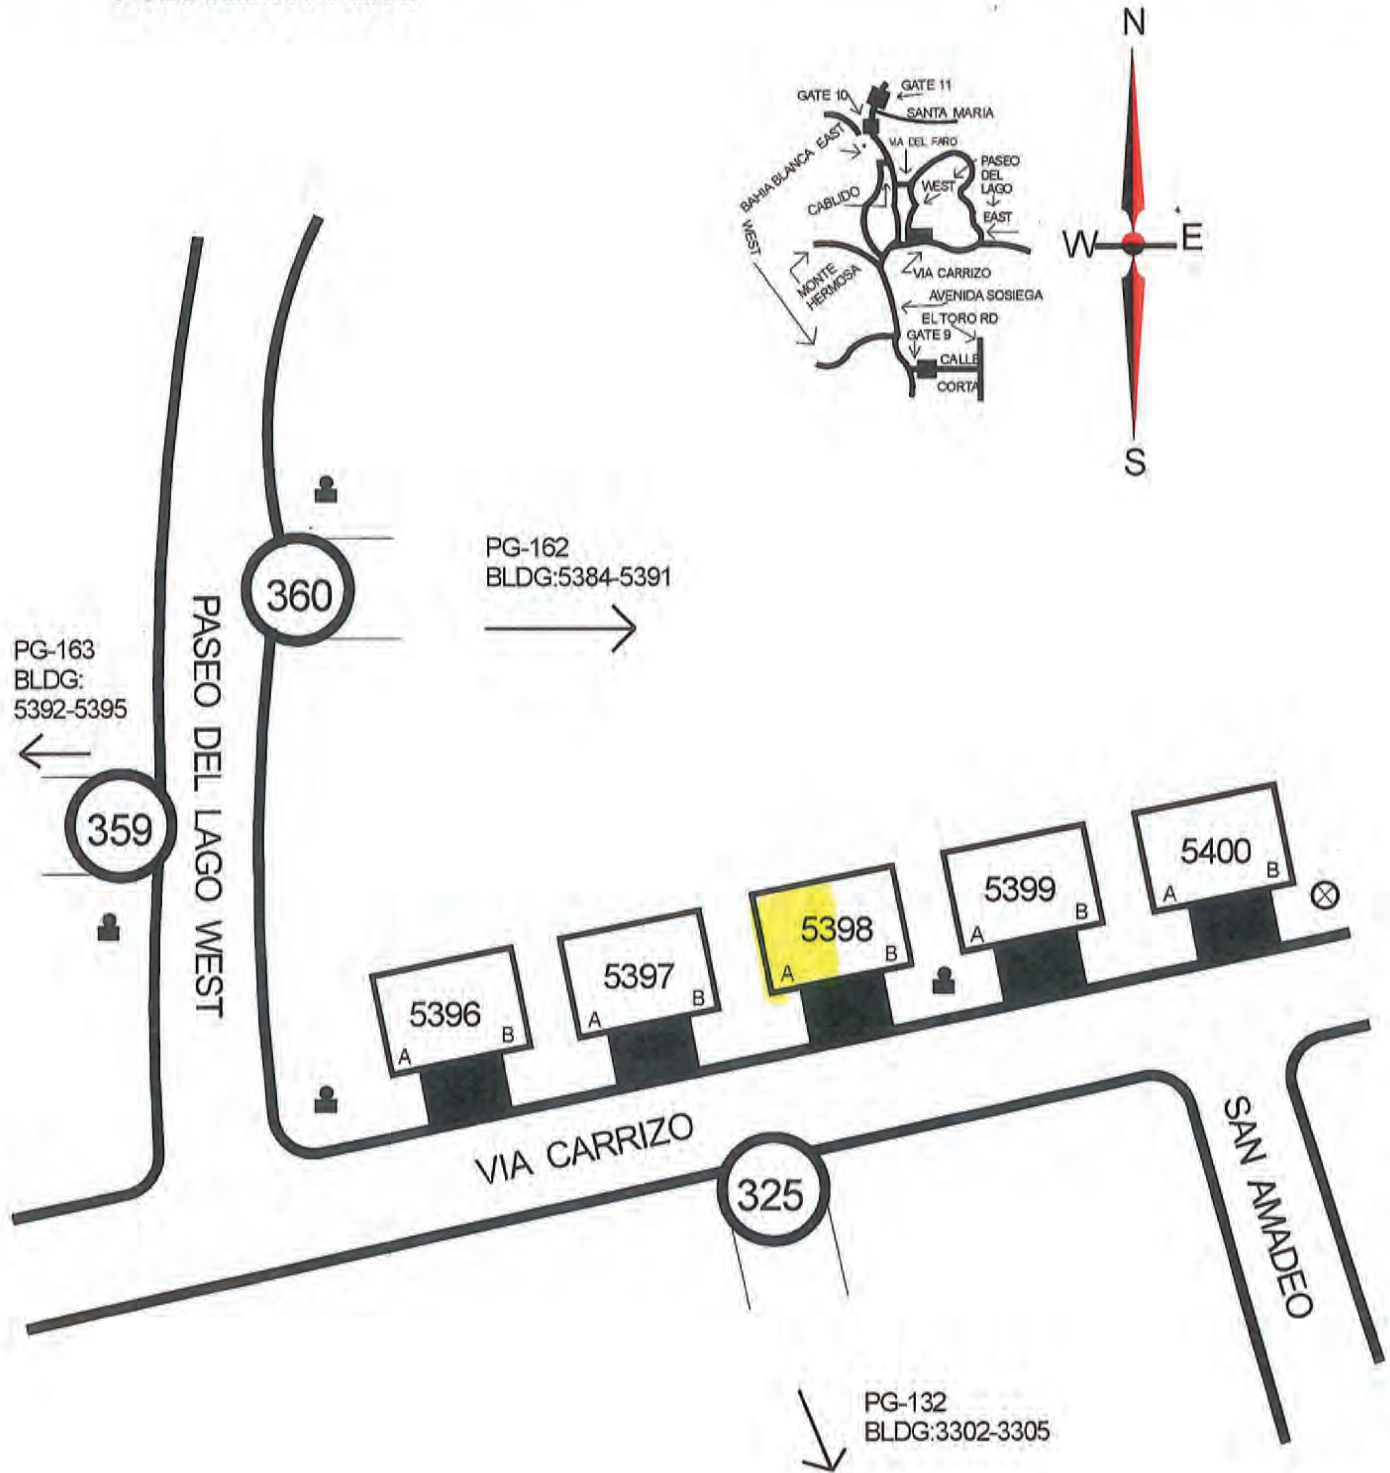 N
GATE 11
GATE 10
SANTA MARIA
BAHIA BLANCA EAST
VIA DEL FARO
PASEO
DEL
LAGO
WEST
CABLIDO
EAST
WEST
W
E
MONTE
HERMOSA
VIA CARRIZO
AVENIDA SOSIEGA
EL TORO RD
GATE 9
CALLE
CORTA
S
PG-162
BLDG:5384-5391
360
PASEO DEL LAGO WEST
PG-163
BLDG:
5392-5395
359
5400
A
B
5399
A
B
5398
A
B
5397
A
B
5396
A
B
VIA CARRIZO
325
SAN AMADEO
PG-132
BLDG:3302-3305